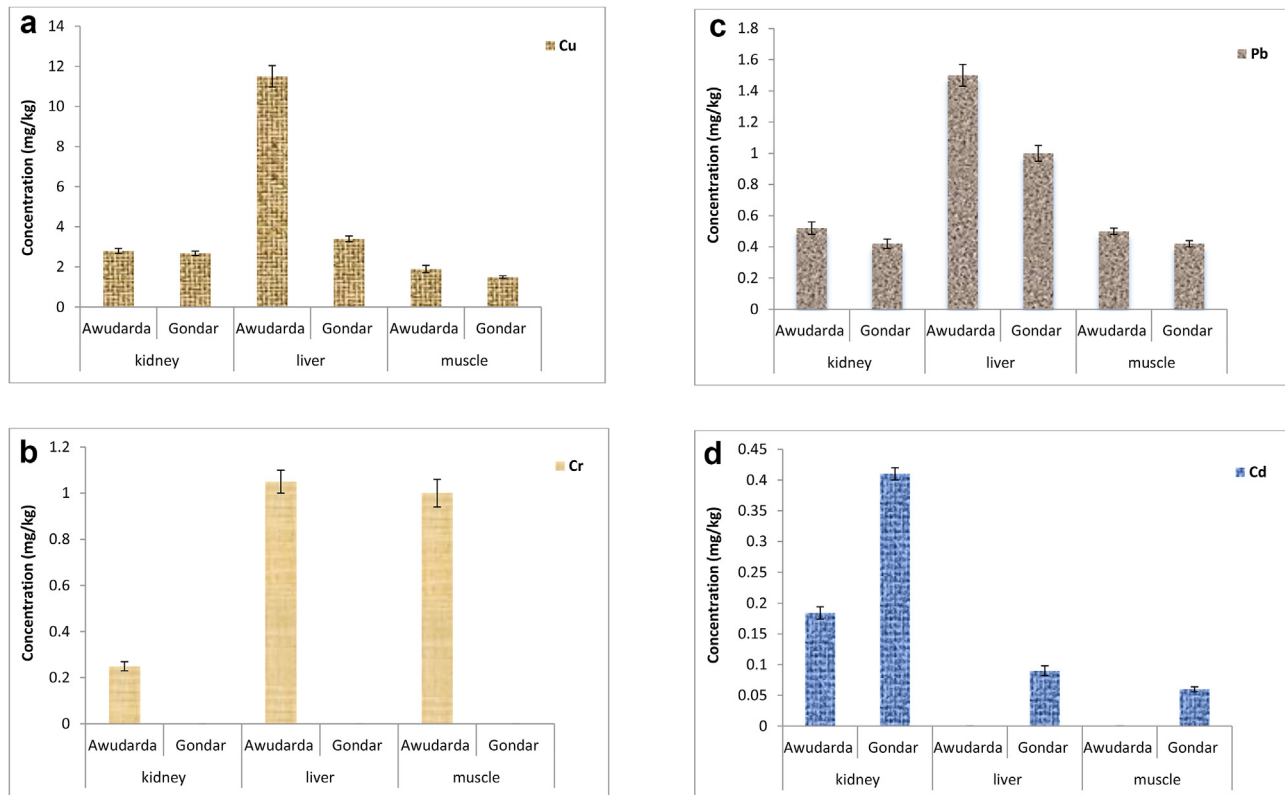 a
Cu
Concentration (mg/kg)
14
12
10
8
6
4
2
0
Awudarda Gondar Awudarda Gondar Awudarda Gondar
kidney liver muscle
c
Pb
Concentration (mg/kg)
1.8
1.6
1.4
1.2
1
0.8
0.6
0.4
0.2
0
Awudarda Gondar Awudarda Gondar Awudarda Gondar
kidney liver muscle
b
Cr
Concentration (mg/kg)
1.2
1
0.8
0.6
0.4
0.2
0
Awudarda Gondar Awudarda Gondar Awudarda Gondar
kidney liver muscle
d
Cd
Concentration (mg/kg)
0.45
0.4
0.35
0.3
0.25
0.2
0.15
0.1
0.05
0
Awudarda Gondar Awudarda Gondar Awudarda Gondar
kidney liver muscle